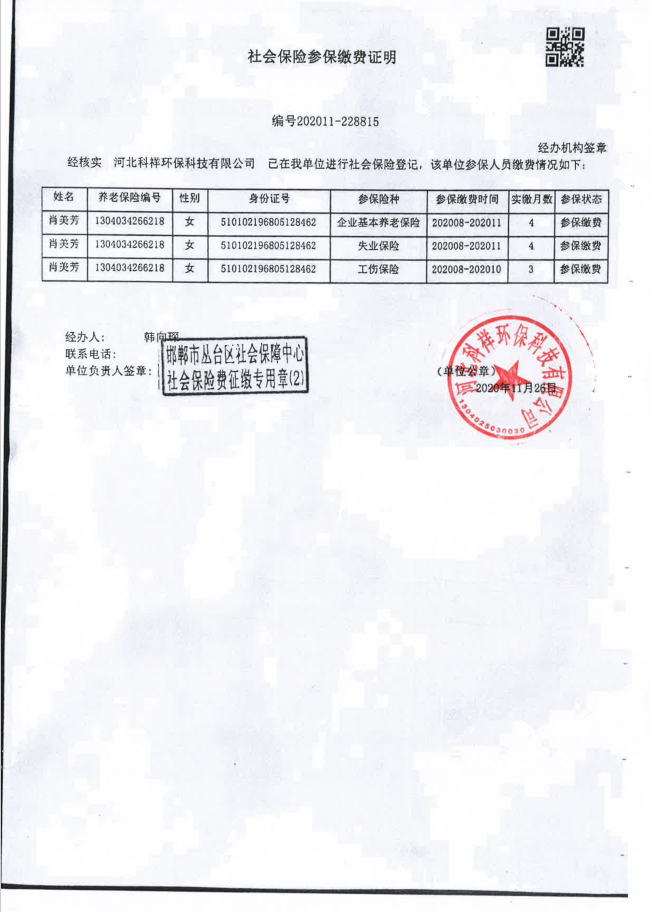 社会保险参保缴费证明
编号202011-228815
经办机构签章
经核实 河北科祥环保科技有限公司 已在我单位进行社会保险登记，该单位参保人员缴费情况如下：
姓名 养老保险编号 性别 身份证号 参保险种 参保缴费时间 实缴月数 参保状态
肖美芳 1304034266218 女 510102196805128462 企业基本养老保险 202008-202011 4 参保缴费
肖美芳 1304034266218 女 510102196805128462 失业保险 202008-202011 4 参保缴费
肖美芳 1304034266218 女 510102196805128462 工伤保险 202008-202010 3 参保缴费
经办人： 韩向琛
联系电话：
单位负责人签章：
邯郸市丛台区社会保障中心
社会保险费征缴专用章(2)
（单位公章）
2020年11月26日
河北科祥环保科技有限公司
1304025030030